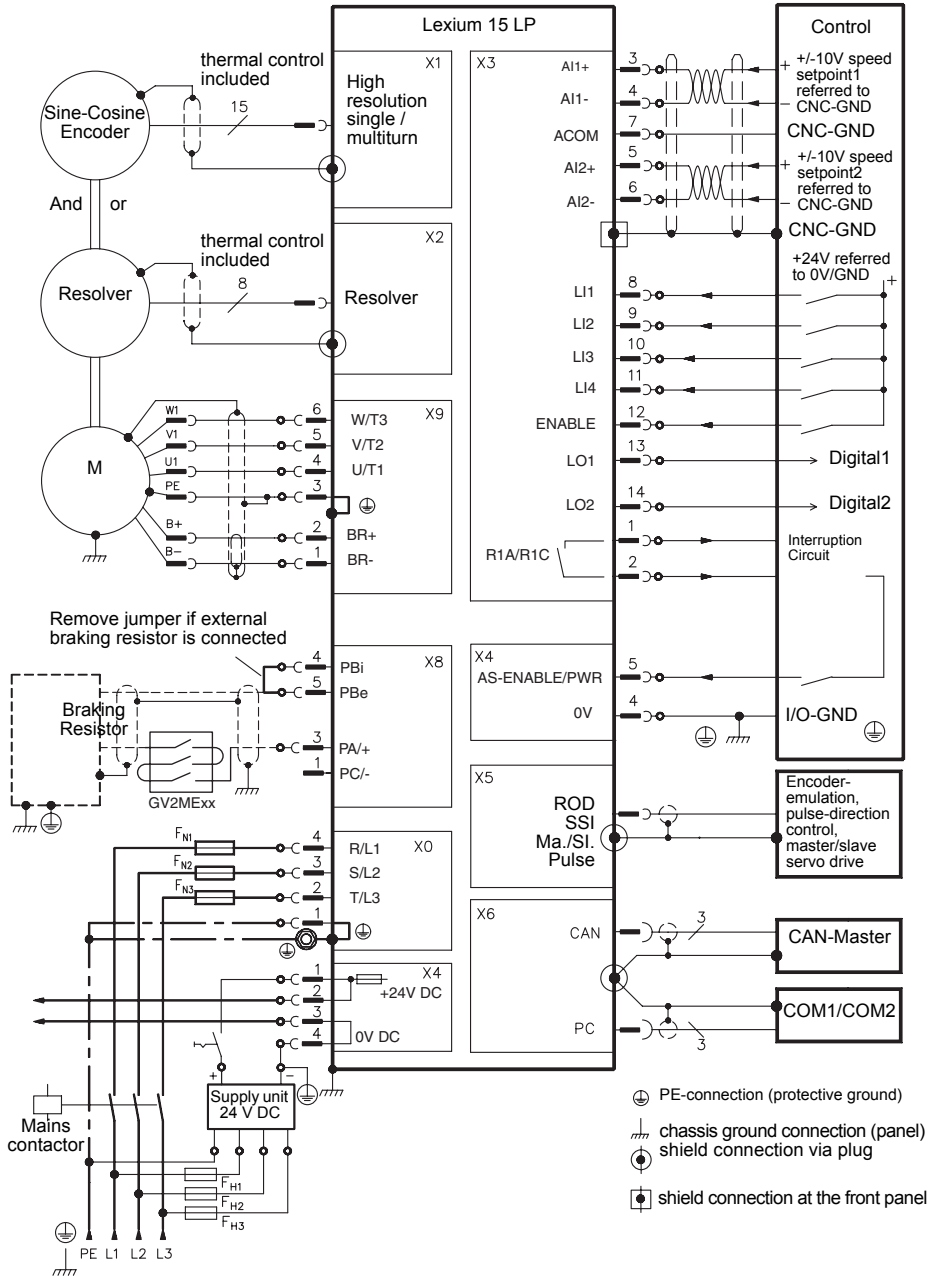 Lexium 15 LP
Control
thermal control
included
Sine-Cosine
Encoder
15
X1
High
resolution
single /
multiturn
And or
thermal control
included
Resolver
8
X2
Resolver
M
W1
V1
U1
PE
B+
B–
6
5
4
3
2
1
X9
W/T3
V/T2
U/T1
BR+
BR-
Remove jumper if external
braking resistor is connected
Braking
Resistor
GV2MExx
4
5
3
1
X8
PBi
PBe
PA/+
PC/-
FN1
FN2
FN3
4
3
2
1
X0
R/L1
S/L2
T/L3
1
2
3
4
X4
+24V DC
0V DC
+
–
Supply unit
24 V DC
Mains
contactor
FH1
FH2
FH3
PE L1 L2 L3
X3
AI1+
AI1-
ACOM
AI2+
AI2-
LI1
LI2
LI3
LI4
ENABLE
LO1
LO2
R1A/R1C
3
4
7
5
6
8
9
10
11
12
13
14
1
2
+ +/-10V speed
setpoint1
referred to
– CNC-GND
CNC-GND
+ +/-10V speed
setpoint2
referred to
– CNC-GND
CNC-GND
+24V referred
to 0V/GND
+
Digital1
Digital2
Interruption
Circuit
X4
AS-ENABLE/PWR
0V
5
4
I/O-GND
X5
ROD
SSI
Ma./Sl.
Pulse
Encoder-
emulation,
pulse-direction
control,
master/slave
servo drive
X6
CAN
PC
3
3
CAN-Master
COM1/COM2
PE-connection (protective ground)
chassis ground connection (panel)
shield connection via plug
shield connection at the front panel